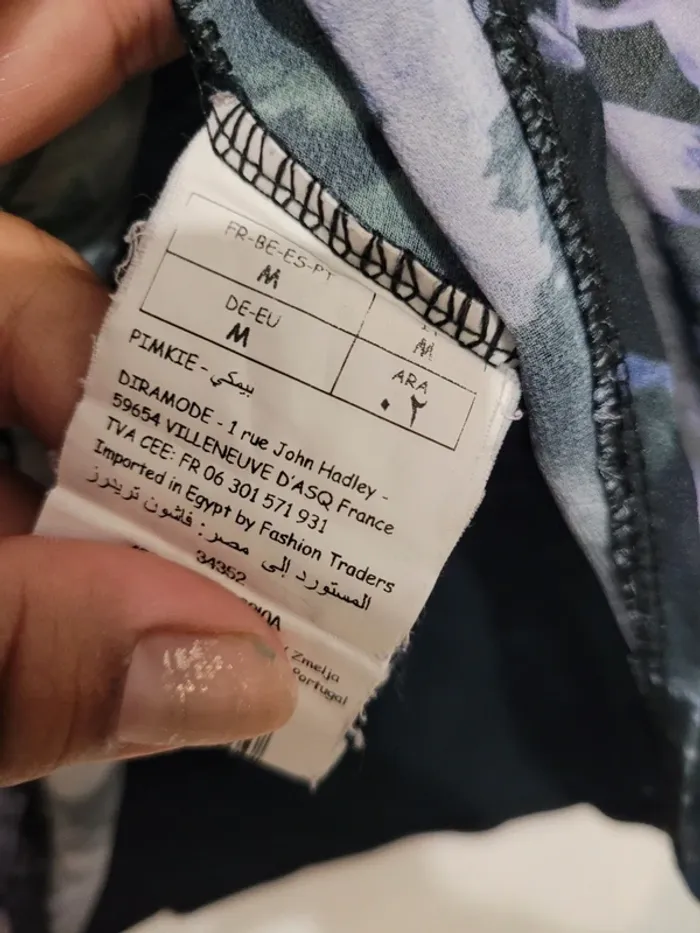 FR-BE-ES-PT
M
M
DE-EU
M
ARA
٠٢
PIMKIE - بيمكي
DIRAMODE - 1 rue John Hadley -
59654 VILLENEUVE D'ASQ France
TVA CEE: FR 06 301 571 931
Imported in Egypt by Fashion Traders
المستورد إلى مصر: فاشون تريدرز
34352
Zmelja
Portugal